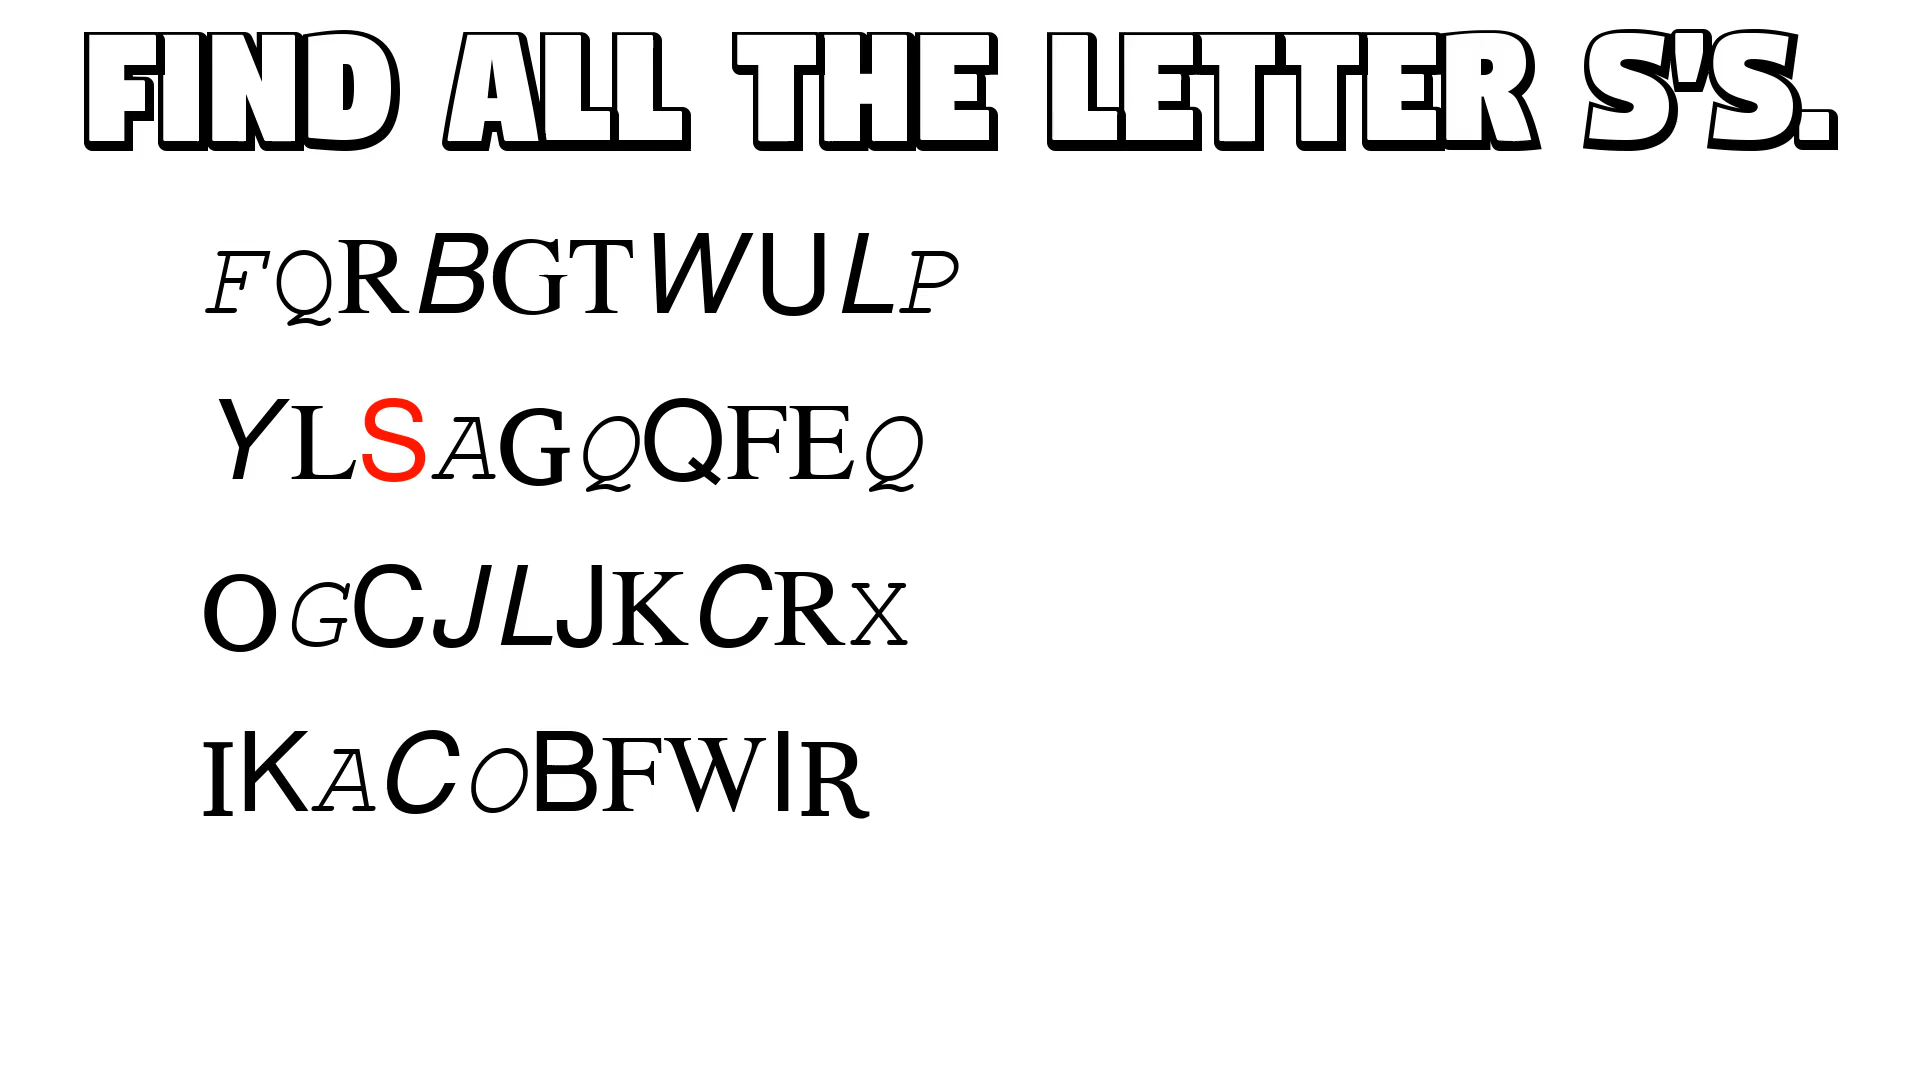 FIND ALL THE LETTER S'S.
FQRBGTWULP
YLSAGQQFEQ
OGCJLJKCRX
IKACOBFWIR